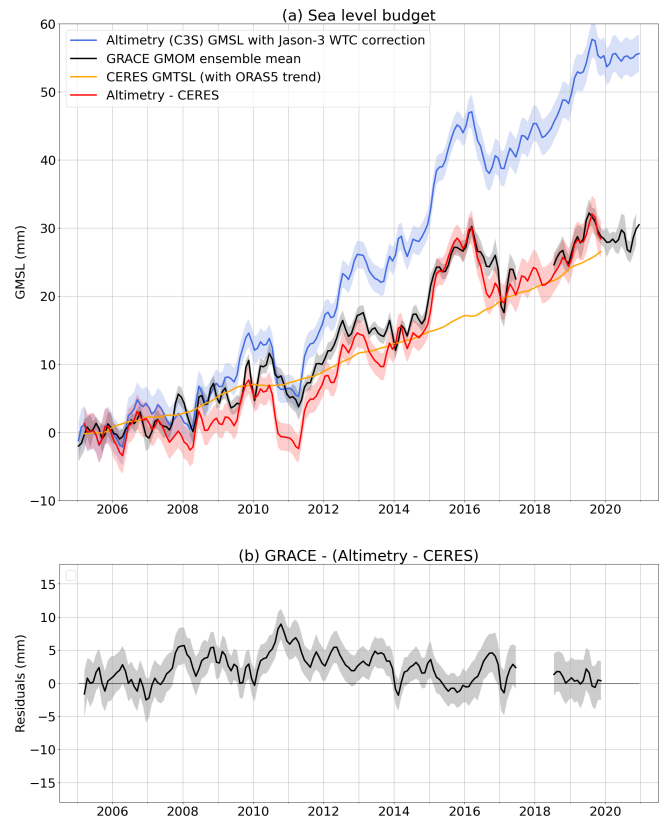 (a) Sea level budget
Altimetry (C3S) GMSL with Jason-3 WTC correction
GRACE GMOM ensemble mean
CERES GMTSL (with ORAS5 trend)
Altimetry - CERES
GMSL (mm)
60
50
40
30
20
10
0
−10
2006 2008 2010 2012 2014 2016 2018 2020
(b) GRACE - (Altimetry - CERES)
Residuals (mm)
15
10
5
0
−5
−10
−15
2006 2008 2010 2012 2014 2016 2018 2020